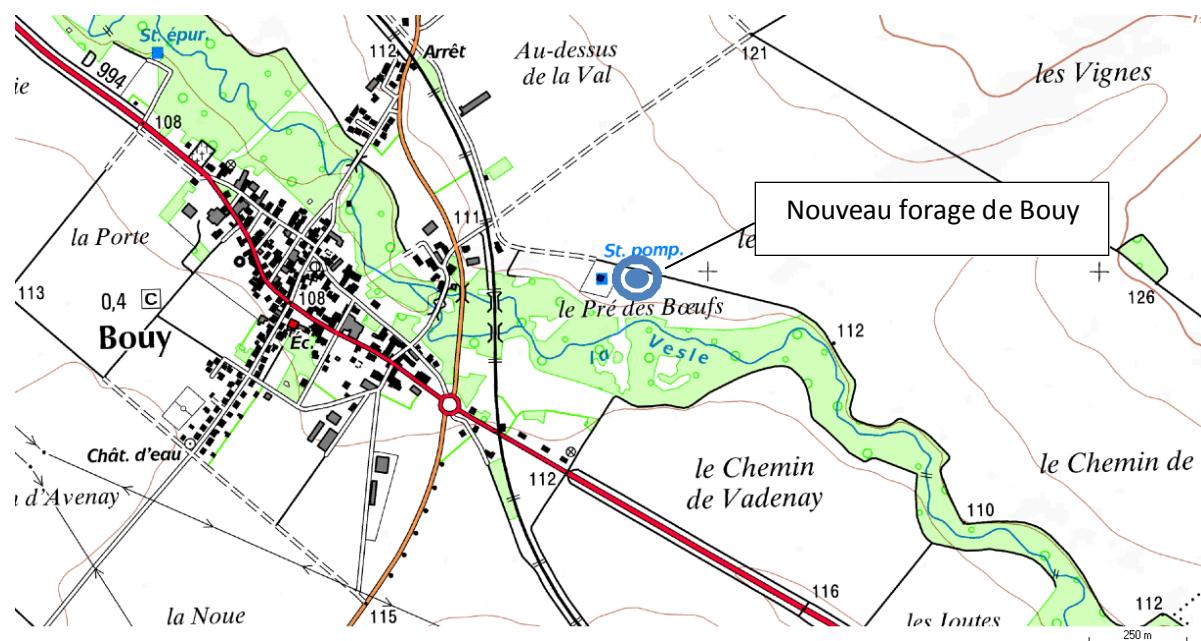 St. épur.
D 994
112
Arrêt
Au-dessus
de la Val
121
les Vignes
ie
108
Nouveau forage de Bouy
la Porte
111
le
St. pomp.
113
0,4 C
108
le Pré des Bœufs
126
Bouy
Éc.
la Vesle
112
Chât. d'eau
112
le Chemin
de Vadenay
le Chemin de
d'Avenay
110
116
la Noue
115
les Joutes
112
250 m